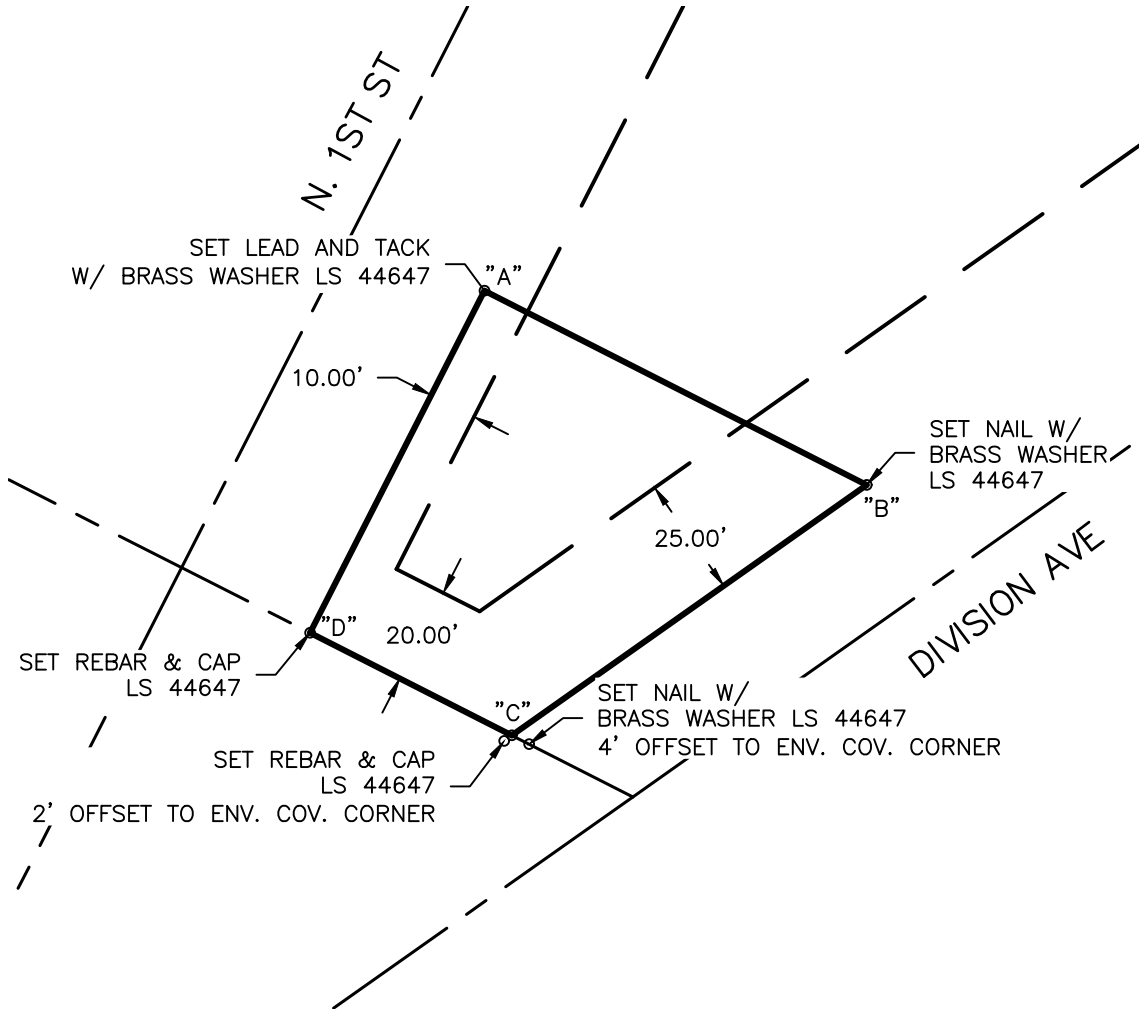 N. 1ST ST
SET LEAD AND TACK
W/ BRASS WASHER LS 44647
"A"
10.00'
SET NAIL W/
BRASS WASHER
LS 44647
"B"
25.00'
DIVISION AVE
"D"
20.00'
SET REBAR & CAP
LS 44647
"C"
SET NAIL W/
BRASS WASHER LS 44647
4' OFFSET TO ENV. COV. CORNER
SET REBAR & CAP
LS 44647
2' OFFSET TO ENV. COV. CORNER